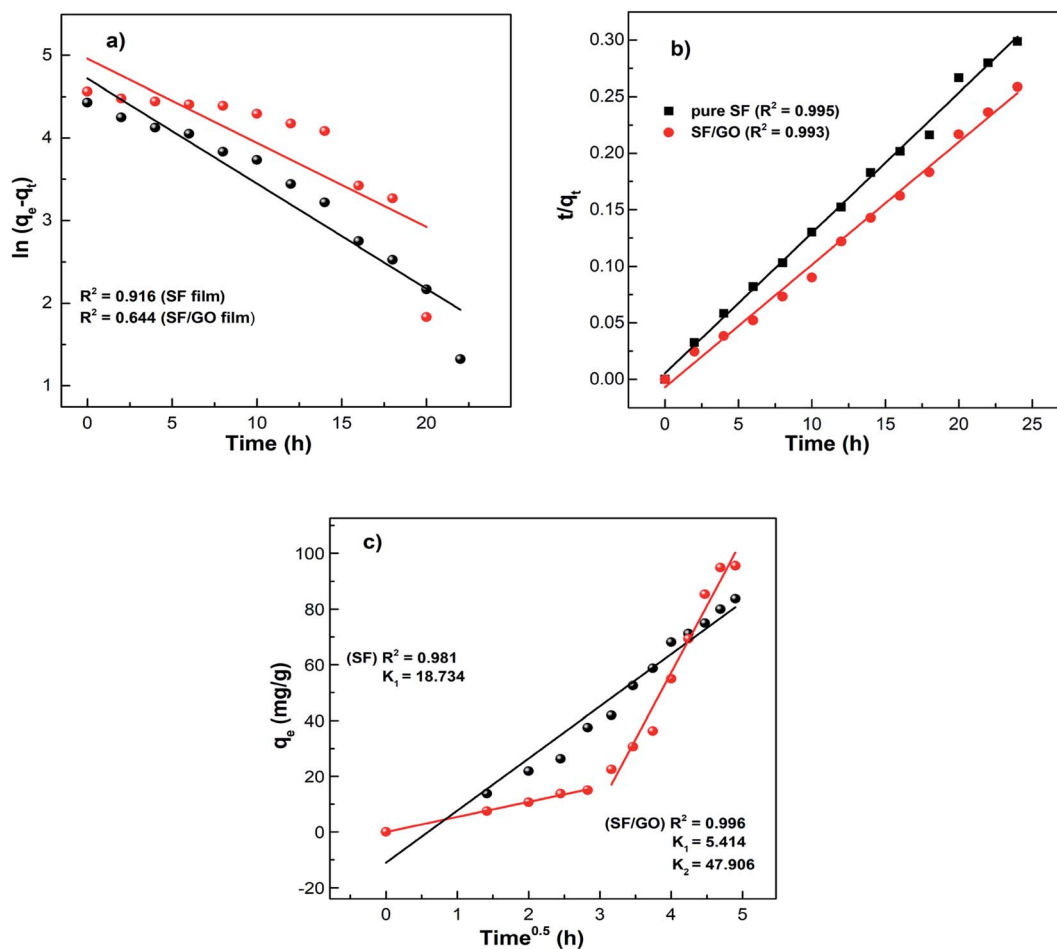 a)
5
4
3
2
1
ln (qe-qt)
R2 = 0.916 (SF film)
R2 = 0.644 (SF/GO film)
0 5 10 15 20
Time (h)
b)
0.30
0.25
0.20
0.15
0.10
0.05
0.00
t/qt
pure SF (R2 = 0.995)
SF/GO (R2 = 0.993)
0 5 10 15 20 25
Time (h)
c)
100
80
60
40
20
0
-20
qe (mg/g)
(SF) R2 = 0.981
K1 = 18.734
(SF/GO) R2 = 0.996
K1 = 5.414
K2 = 47.906
0 1 2 3 4 5
Time0.5 (h)